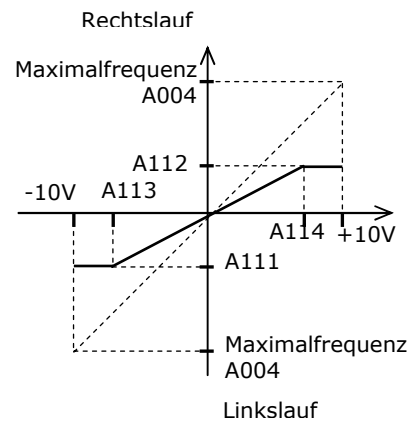 Rechtslauf
Maximalfrequenz
A004
A112
-10V
A113
A114
+10V
A111
Maximalfrequenz
A004
Linkslauf